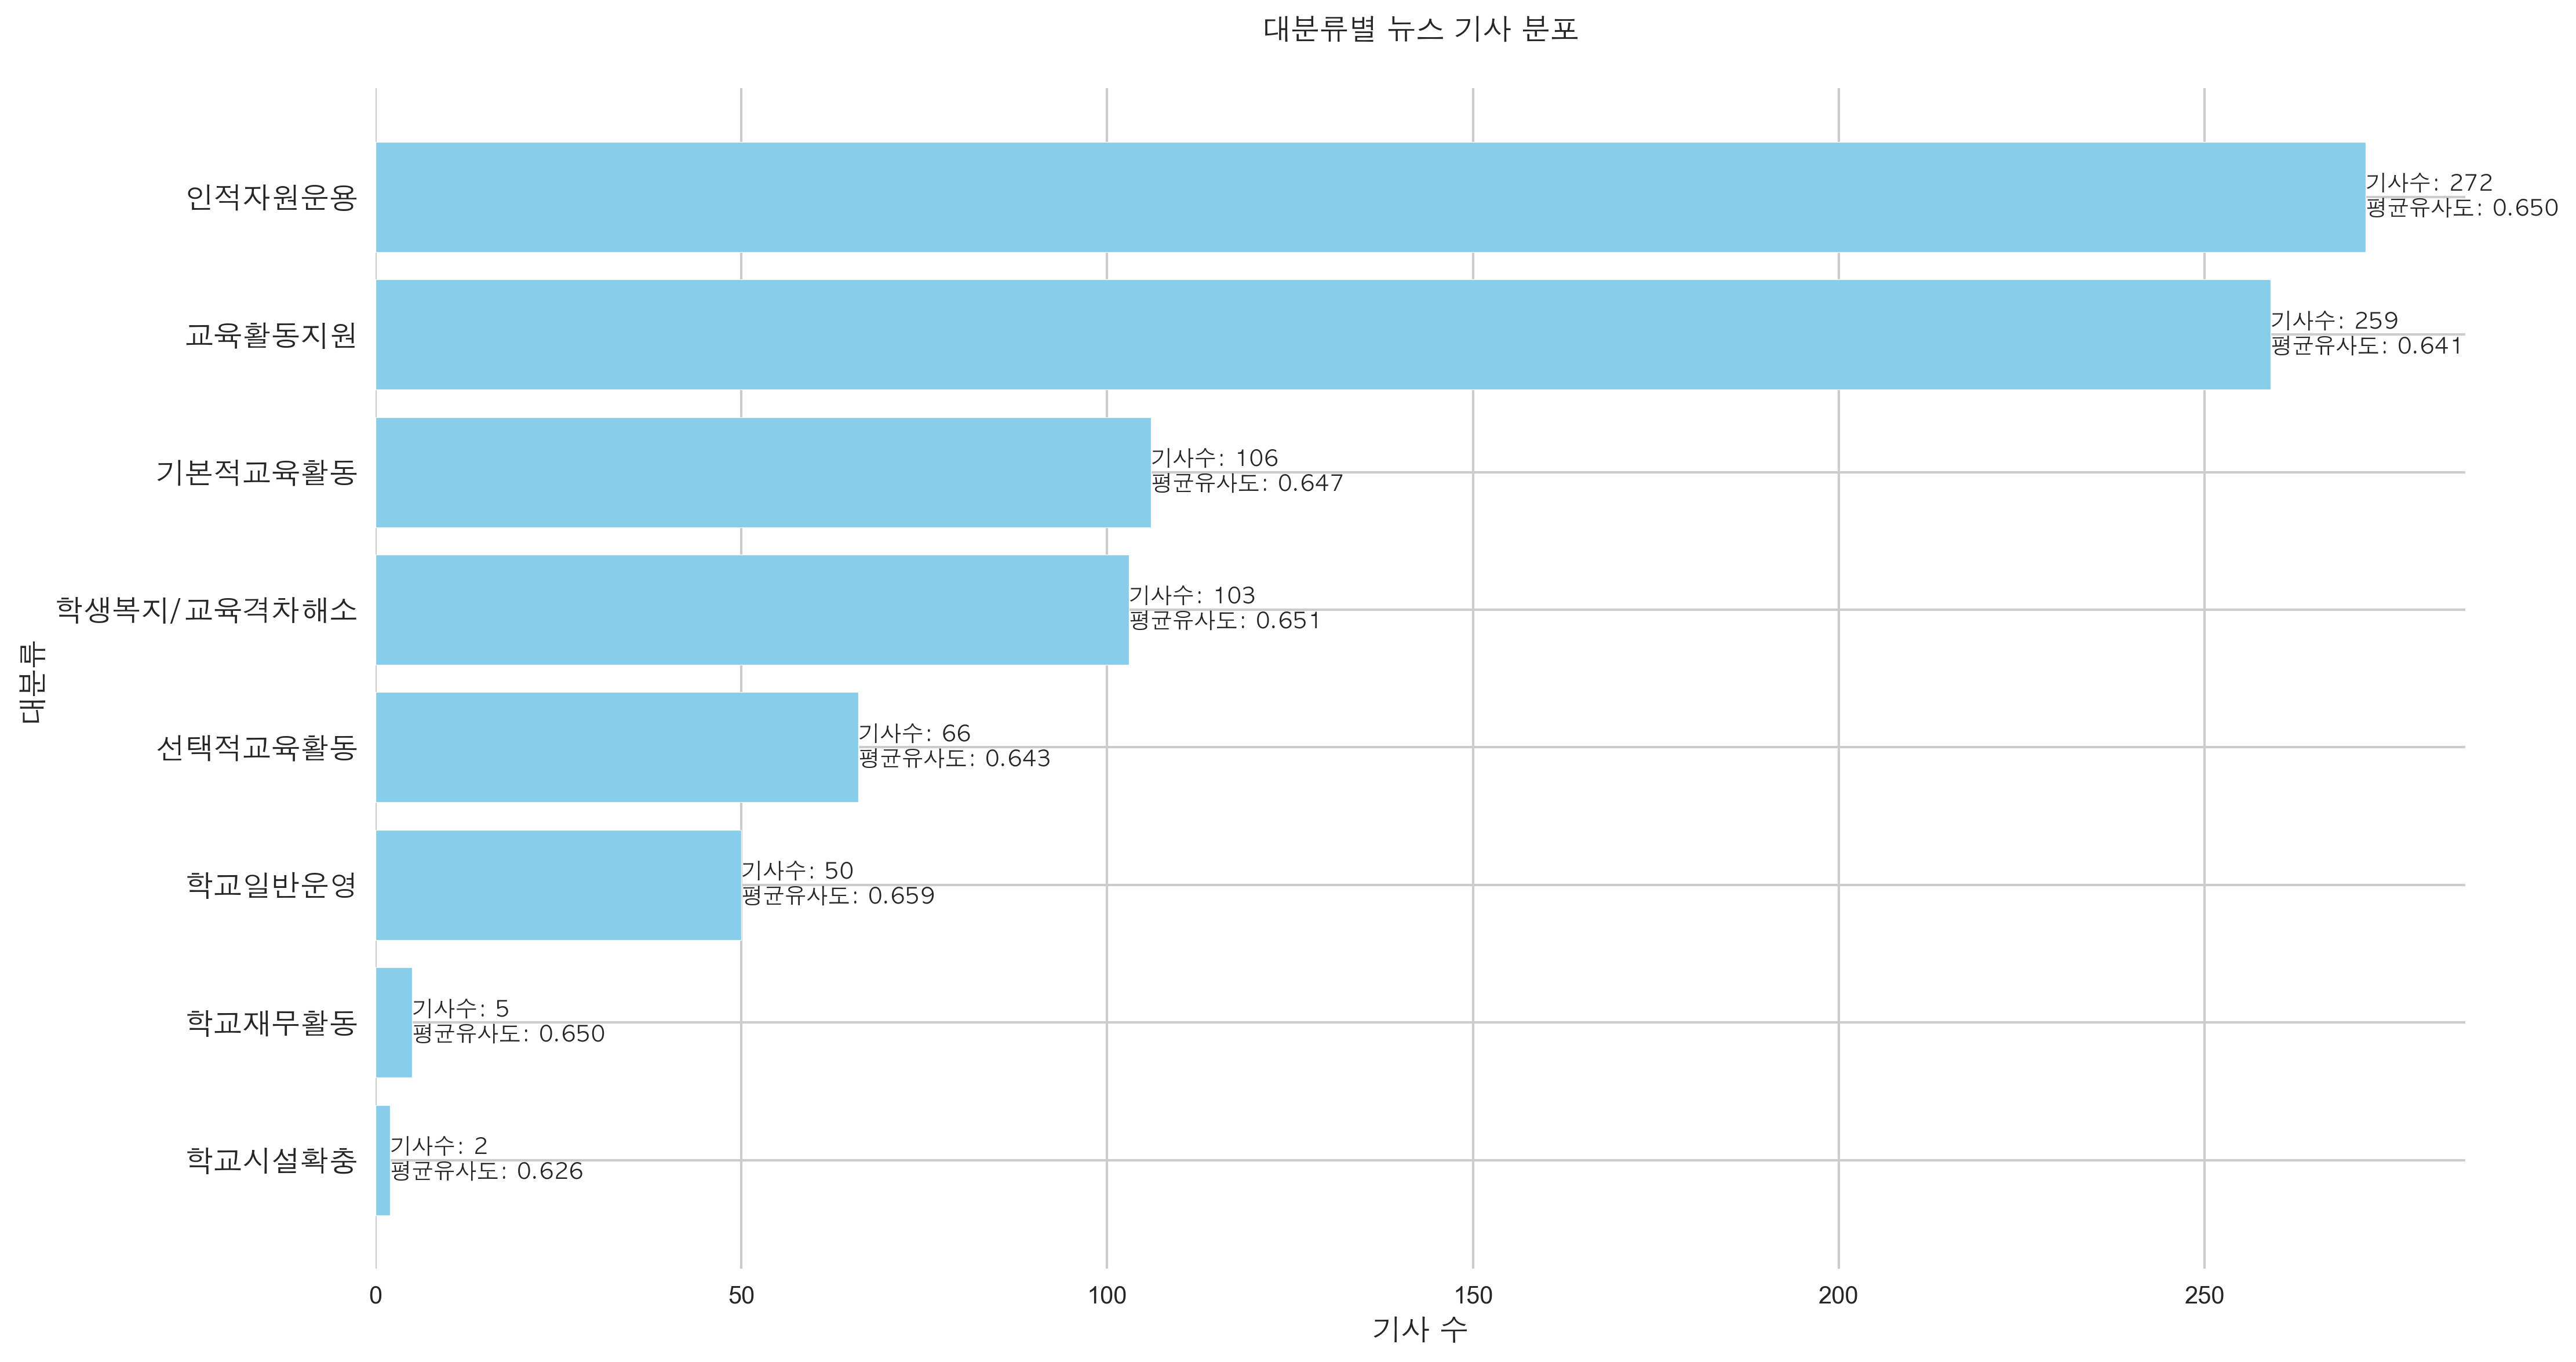 대분류별 뉴스 기사 분포
인적자원운용
기사수: 272
평균유사도: 0.650
교육활동지원
기사수: 259
평균유사도: 0.641
기본적교육활동
기사수: 106
평균유사도: 0.647
학생복지/교육격차해소
기사수: 103
평균유사도: 0.651
선택적교육활동
기사수: 66
평균유사도: 0.643
학교일반운영
기사수: 50
평균유사도: 0.659
학교재무활동
기사수: 5
평균유사도: 0.650
학교시설확충
기사수: 2
평균유사도: 0.626
대분류
0 50 100 150 200 250
기사 수